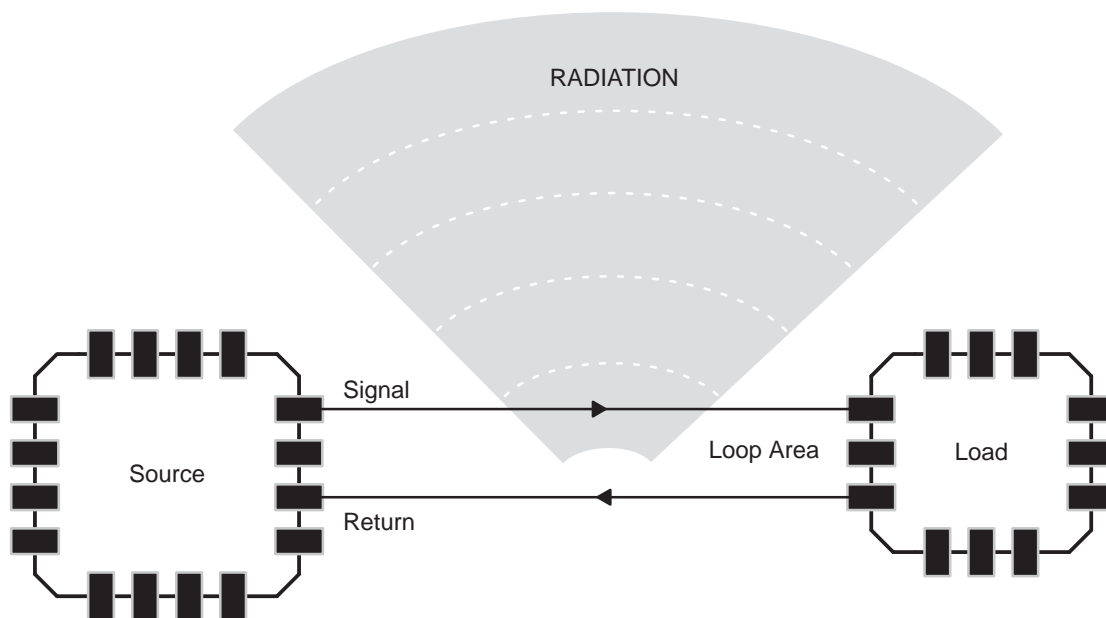 RADIATION
Signal
Loop Area
Load
Source
Return